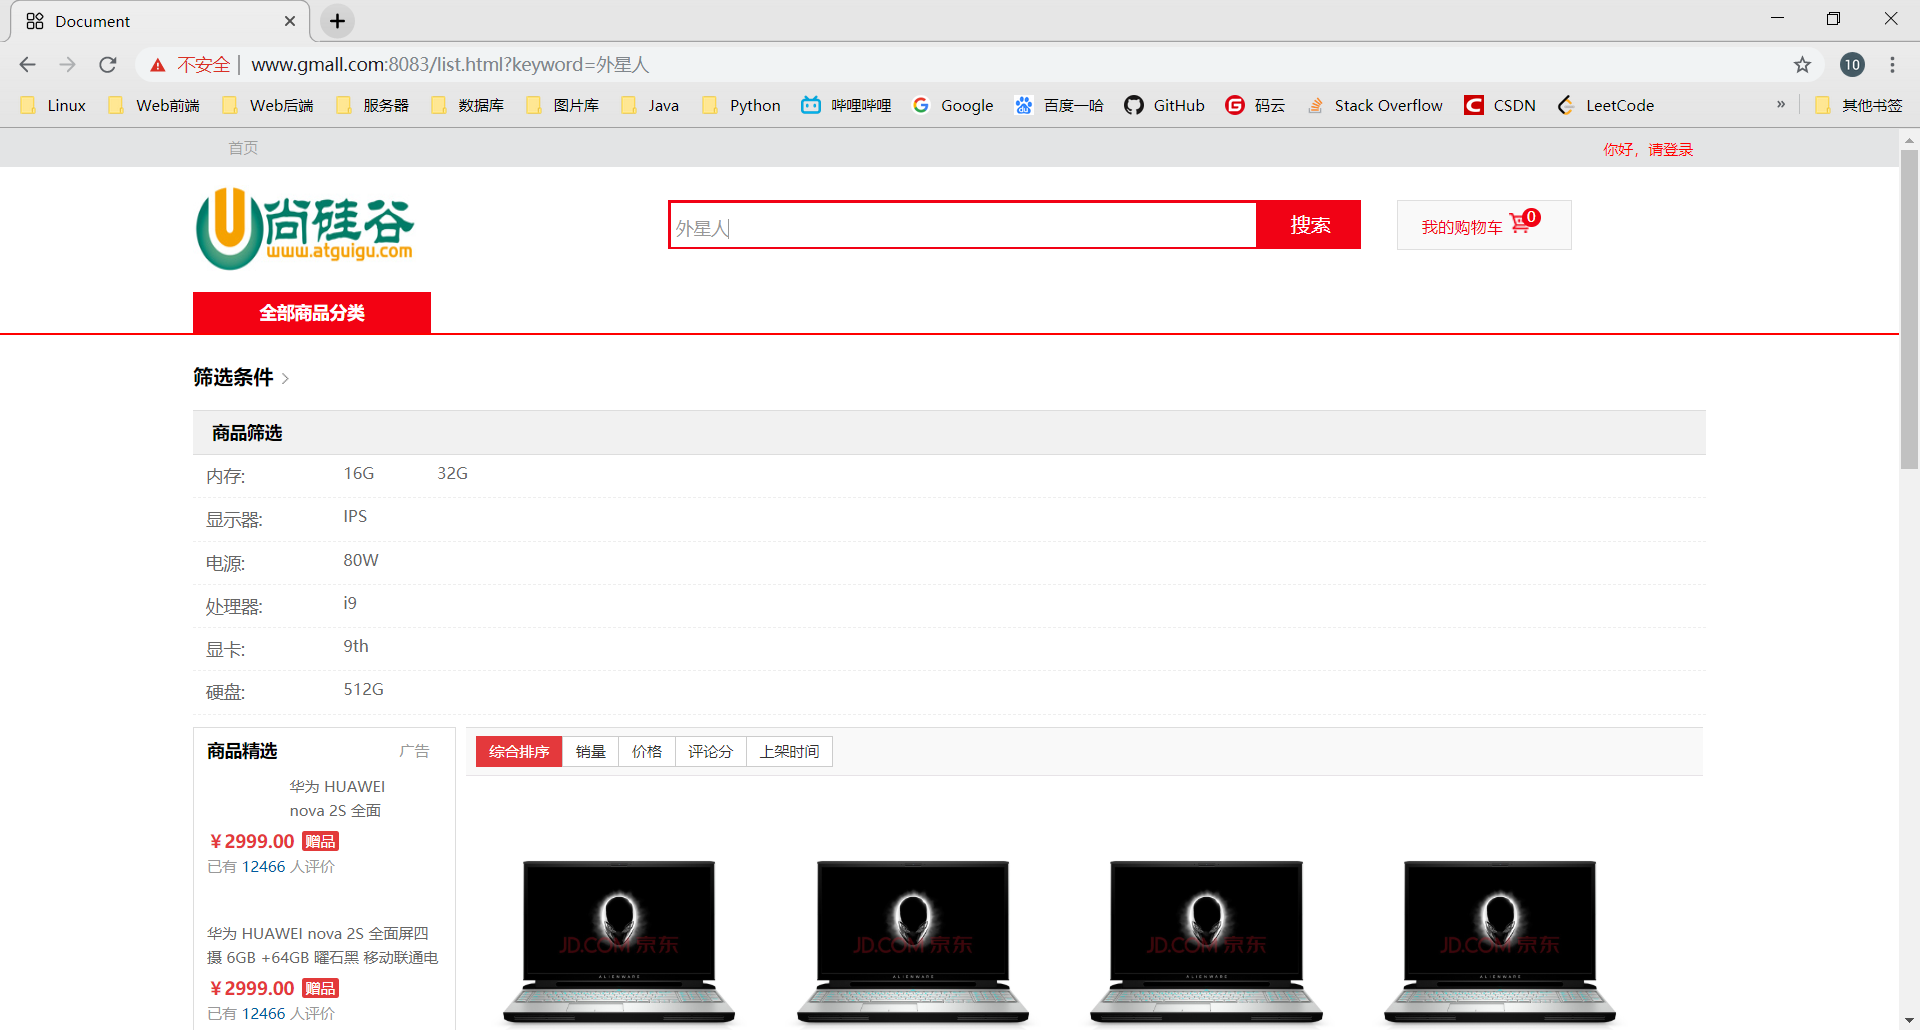 Document
不安全 | www.gmall.com:8083/list.html?keyword=外星人
10
Linux Web前端 Web后端 服务器 数据库 图片库 Java Python 哔哩哔哩 Google 百度一哈 GitHub 码云 Stack Overflow CSDN LeetCode » 其他书签
首页 你好，请登录
尚硅谷
www.atguigu.com
外星人 搜索 我的购物车 0
全部商品分类
筛选条件 >
商品筛选
内存: 16G 32G
显示器: IPS
电源: 80W
处理器: i9
显卡: 9th
硬盘: 512G
商品精选 广告
综合排序 销量 价格 评论分 上架时间
华为 HUAWEI
nova 2S 全面
￥2999.00 赠品
已有 12466 人评价
华为 HUAWEI nova 2S 全面屏四
摄 6GB +64GB 曜石黑 移动联通电
￥2999.00 赠品
已有 12466 人评价
JD.COM 京东 JD.COM 京东 JD.COM 京东 JD.COM 京东
ALIENWARE ALIENWARE ALIENWARE ALIENWARE